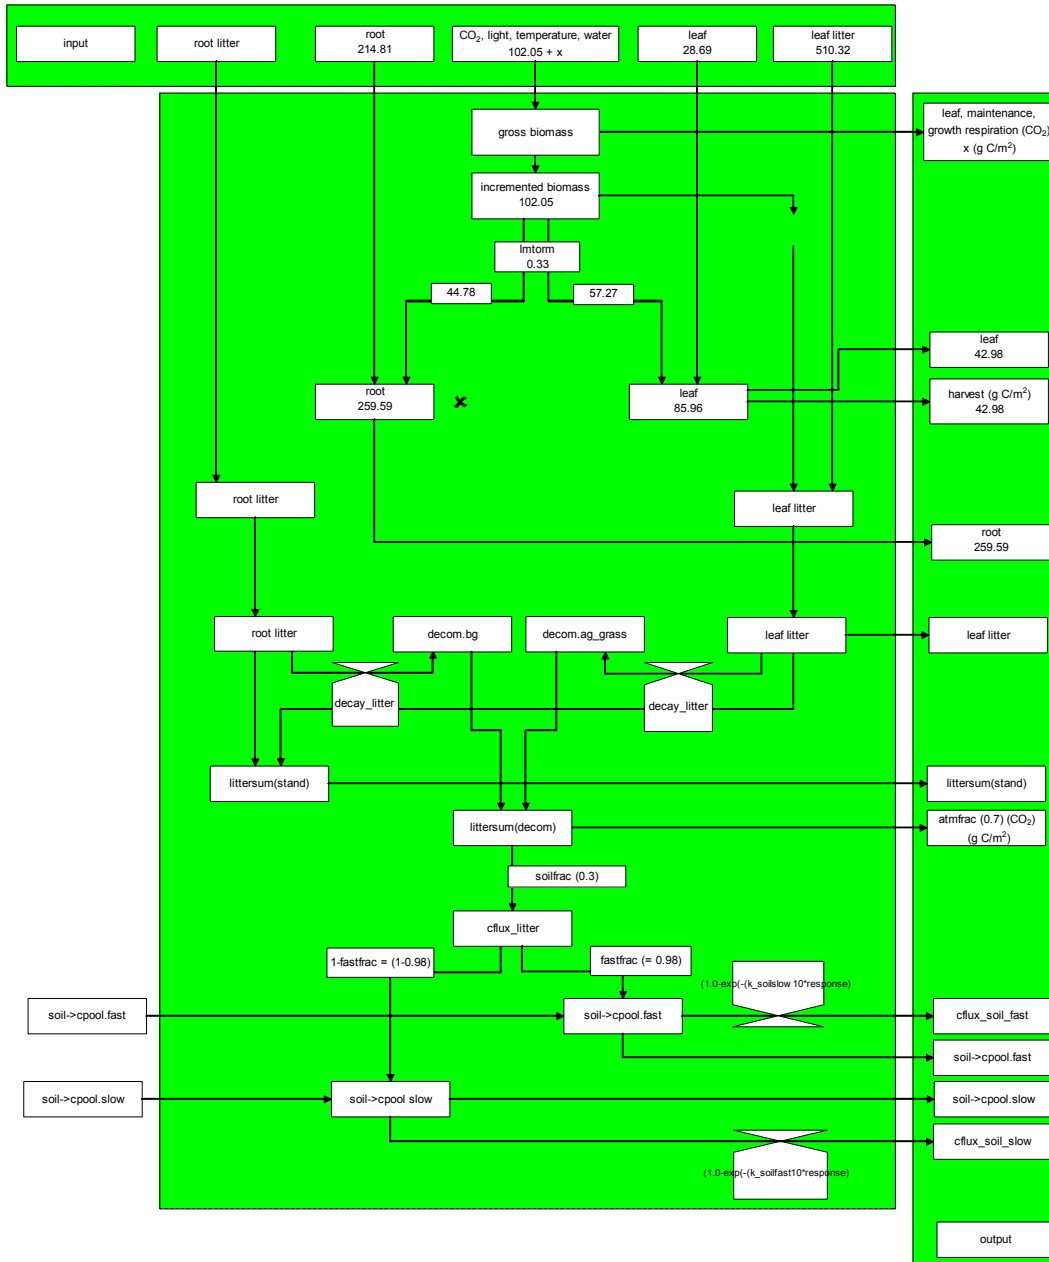 input
root litter
root
214.81
CO₂, light, temperature, water
102.05 + x
leaf
28.69
leaf litter
510.32
gross biomass
leaf, maintenance,
growth respiration (CO₂)
x (g C/m²)
incremented biomass
102.05
lmtorm
0.33
44.78
57.27
leaf
42.98
root
259.59
leaf
85.96
harvest (g C/m²)
42.98
root litter
leaf litter
root
259.59
root litter
decom.bg
decom.ag_grass
leaf litter
leaf litter
decay_litter
decay_litter
littersum(stand)
littersum(stand)
littersum(decom)
atmfrac (0.7) (CO₂)
(g C/m²)
soilfrac (0.3)
cflux_litter
1-fastfrac = (1-0.98)
fastfrac (= 0.98)
(1.0-exp(-(k_soilslow 10*response)
soil->cpool.fast
soil->cpool.fast
cflux_soil_fast
soil->cpool.fast
soil->cpool.slow
soil->cpool slow
soil->cpool.slow
cflux_soil_slow
(1.0-exp(-(k_soilfast10*response)
output